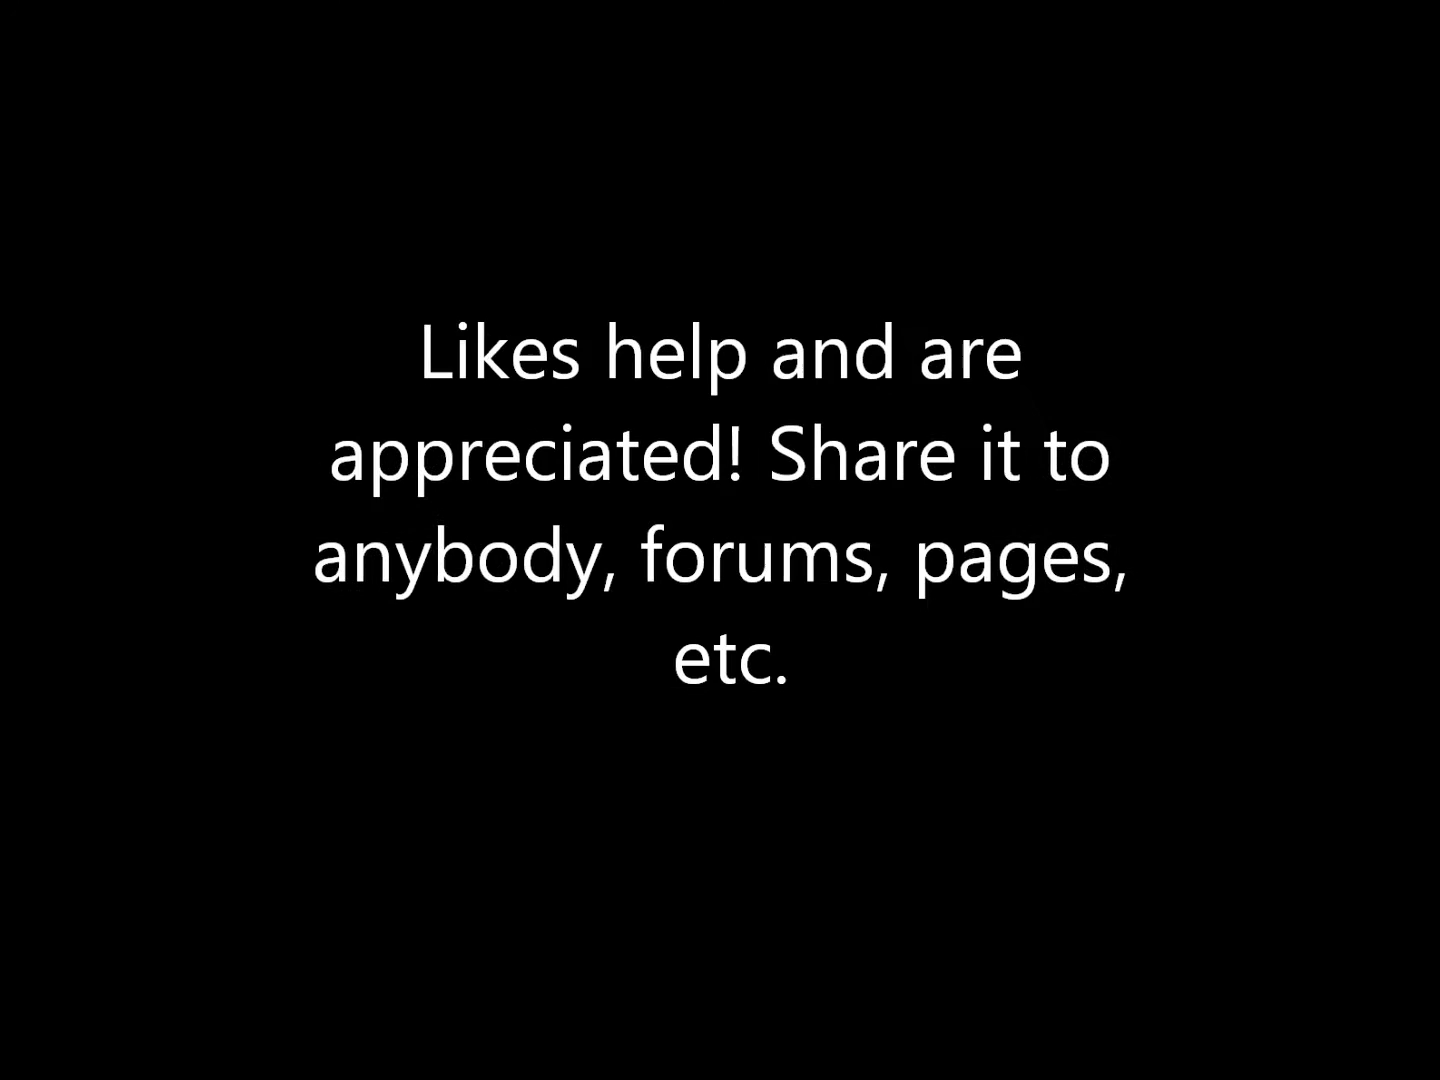 Likes help and are
appreciated! Share it to
anybody, forums, pages,
etc.